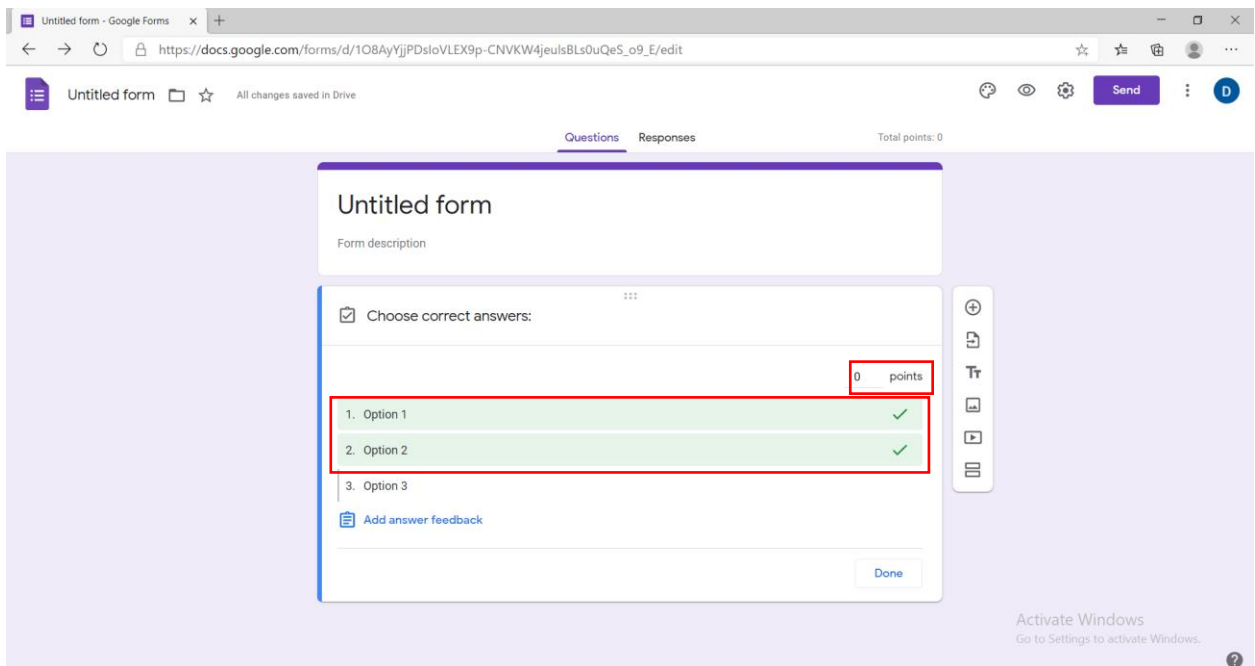 Untitled form - Google Forms
https://docs.google.com/forms/d/1O8AyYjjPDsloVLEX9p-CNVKW4jeulsBLs0uQeS_o9_E/edit
Untitled form All changes saved in Drive Send D
Questions Responses Total points: 0
Untitled form
Form description
Choose correct answers:
0 points
1. Option 1
2. Option 2
3. Option 3
Add answer feedback
Done
Activate Windows
Go to Settings to activate Windows.